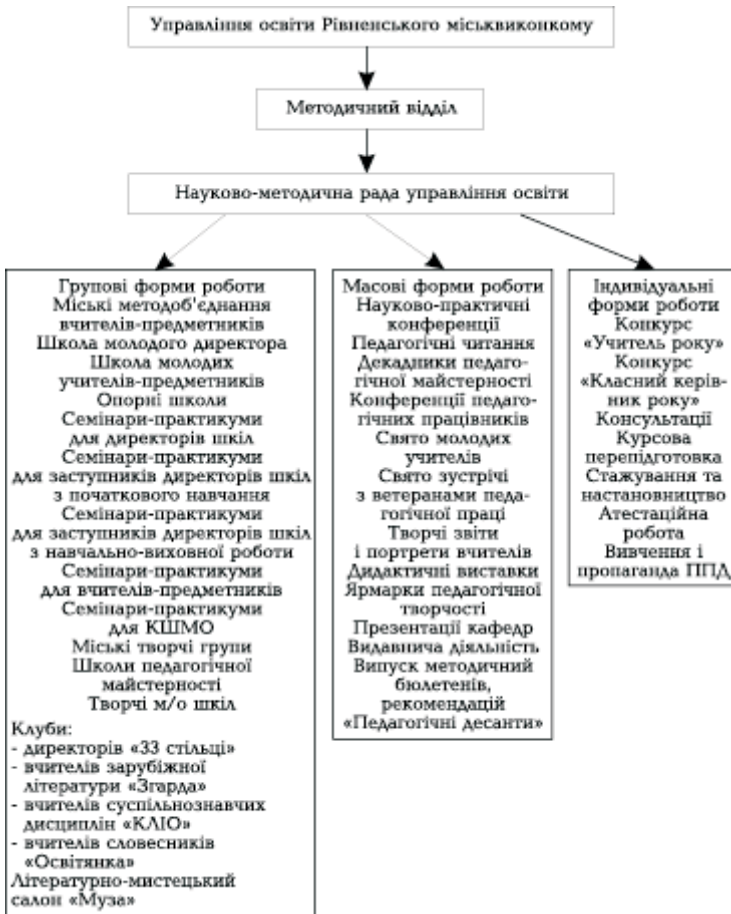 Управління освіти Рівненського міськвиконкому
Методичний відділ
Науково-методична рада управління освіти
Групові форми роботи
Міські методоб'єднання
вчителів-предметників
Школа молодого директора
Школа молодих
учителів-предметників
Опорні школи
Семінари-практикуми
для директорів шкіл
Семінари-практикуми
для заступників директорів шкіл
з початкового навчання
Семінари-практикуми
для заступників директорів шкіл
з навчально-виховної роботи
Семінари-практикуми
для вчителів-предметників
Семінари-практикуми
для КШМО
Міські творчі групи
Школи педагогічної
майстерності
Творчі м/о шкіл
Клуби:
- директорів «33 стільці»
- вчителів зарубіжної
літератури «Згарда»
- вчителів суспільнознавчих
дисциплін «КЛІО»
- вчителів словесників
«Освітянка»
Літературно-мистецький
салон «Муза»
Масові форми роботи
Науково-практичні
конференції
Педагогічні читання
Декадники педаго-
гічної майстерності
Конференції педаго-
гічних працівників
Свято молодих
учителів
Свято зустрічі
з ветеранами педа-
гогічної праці
Творчі звіти
і портрети вчителів
Дидактичні виставки
Ярмарки педагогічної
творчості
Презентації кафедр
Видавнича діяльність
Випуск методичний
бюлетенів,
рекомендацій
«Педагогічні десанти»
Індивідуальні
форми роботи
Конкурс
«Учитель року»
Конкурс
«Класний керів-
ник року»
Консультації
Курсова
перепідготовка
Стажування та
настановництво
Атестаційна
робота
Вивчення і
пропаганда ППД